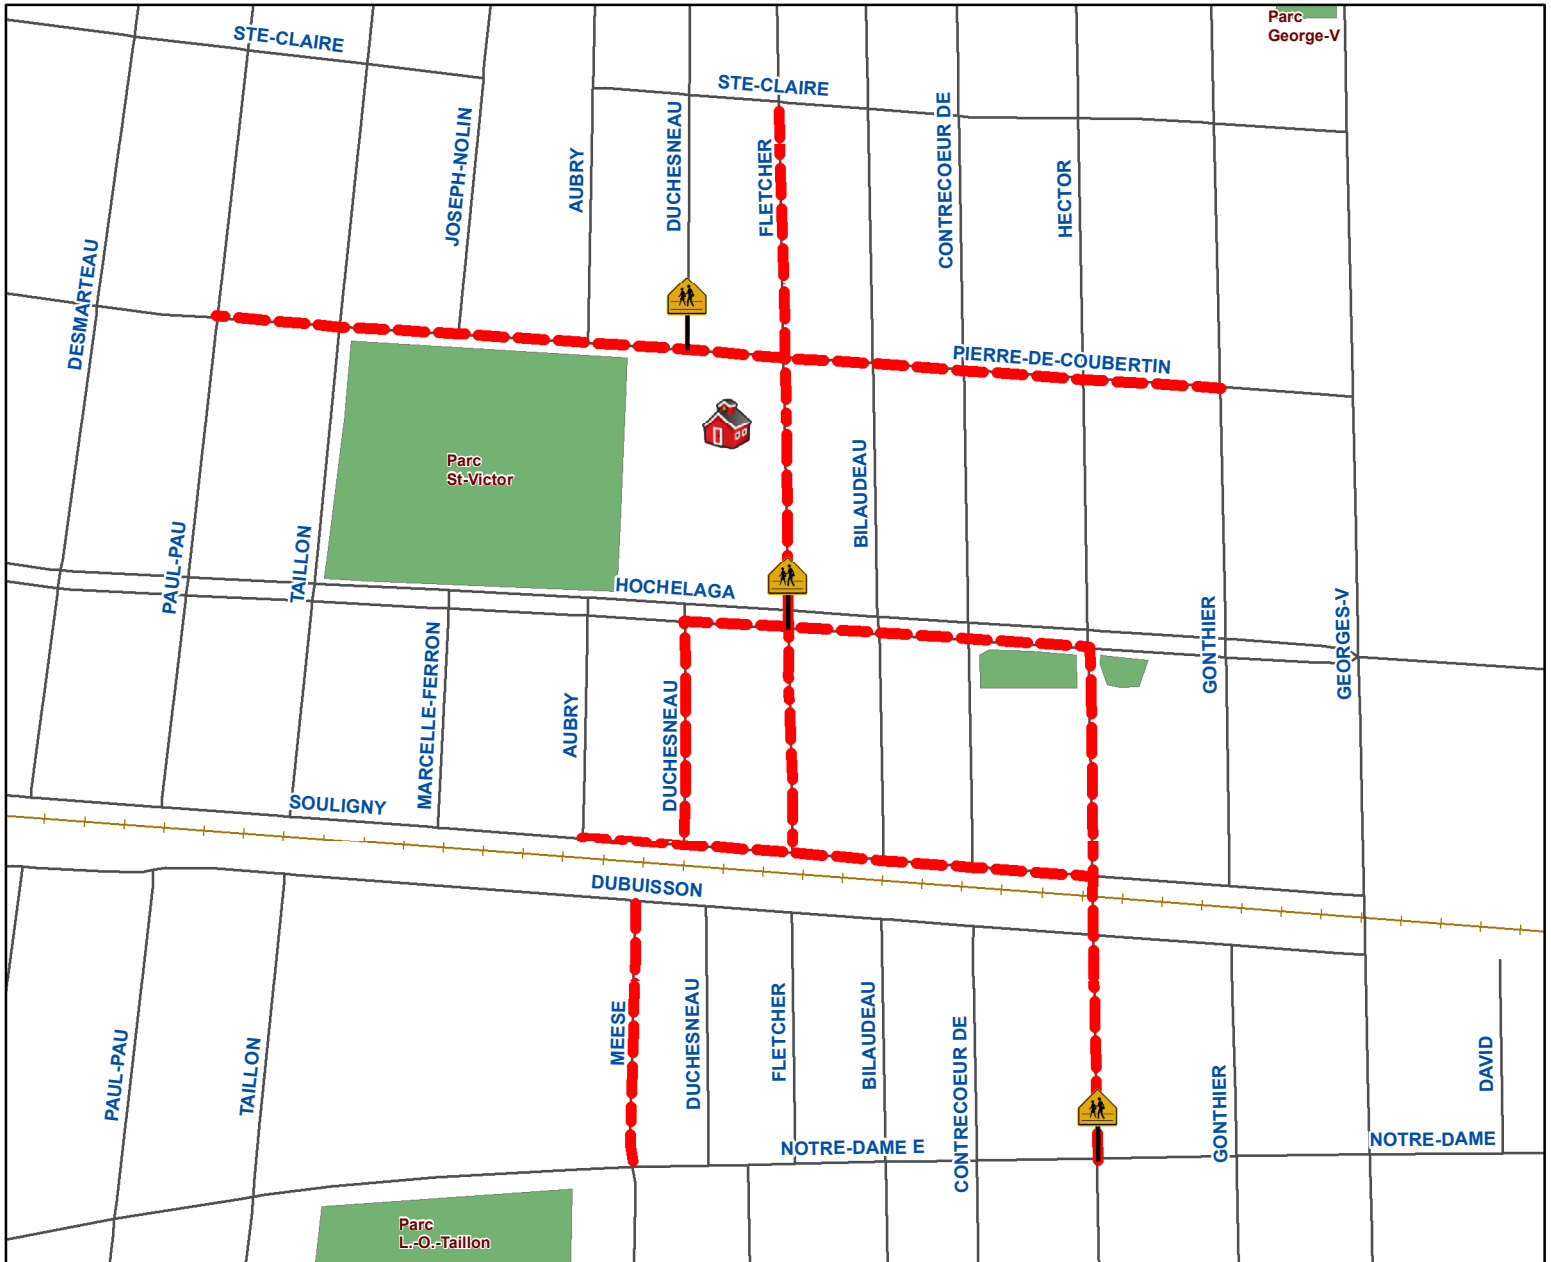 Parc
George-V
STE-CLAIRE
STE-CLAIRE
DESMARTEAU
JOSEPH-NOLIN
AUBRY
DUCHESNEAU
FLETCHER
CONTRECOEUR DE
HECTOR
PIERRE-DE-COUBERTIN
Parc
St-Victor
BILAUDEAU
PAUL-PAU
TAILLON
HOCHELAGA
MARCELLE-FERRON
AUBRY
DUCHESNEAU
GONTHIER
GEORGES-V
SOULIGNY
DUBUISSON
PAUL-PAU
TAILLON
MEESE
DUCHESNEAU
FLETCHER
BILAUDEAU
CONTRECOEUR DE
GONTHIER
DAVID
NOTRE-DAME E
NOTRE-DAME
Parc
L.-O.-Taillon